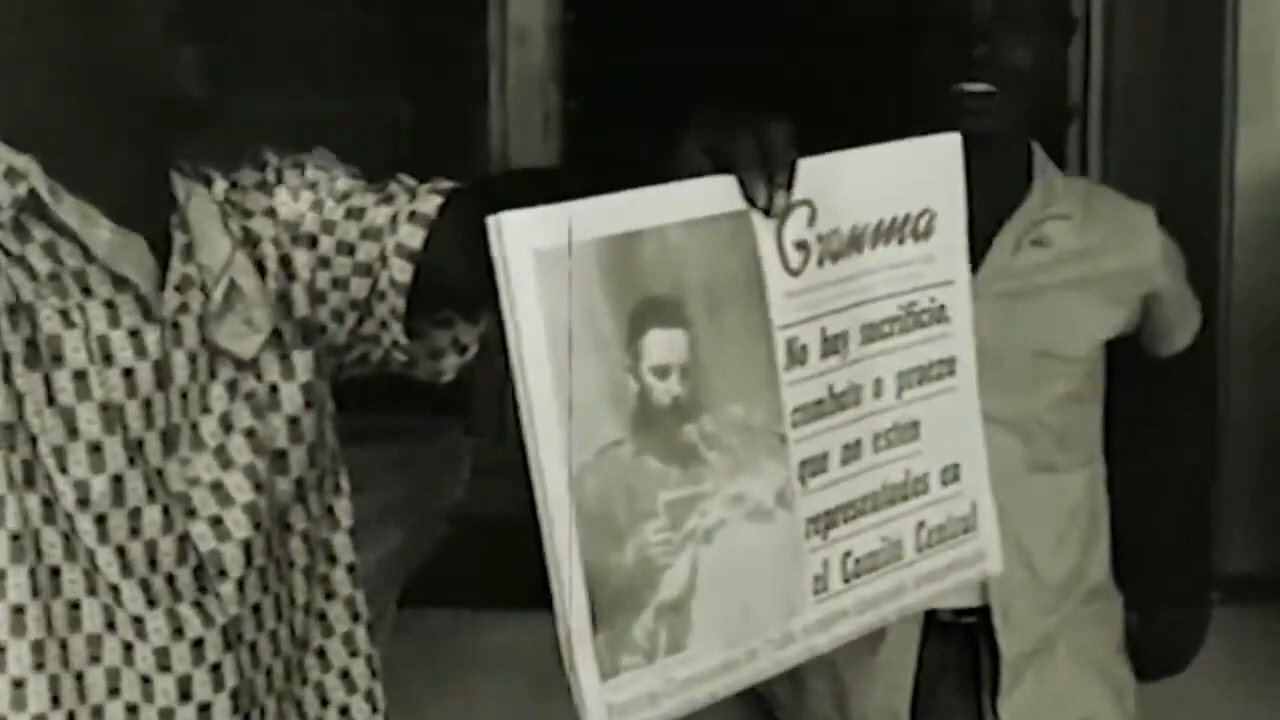 Granma
No hay sacrificio,
combate o proeza
que no estén
representados en
el Comité Central